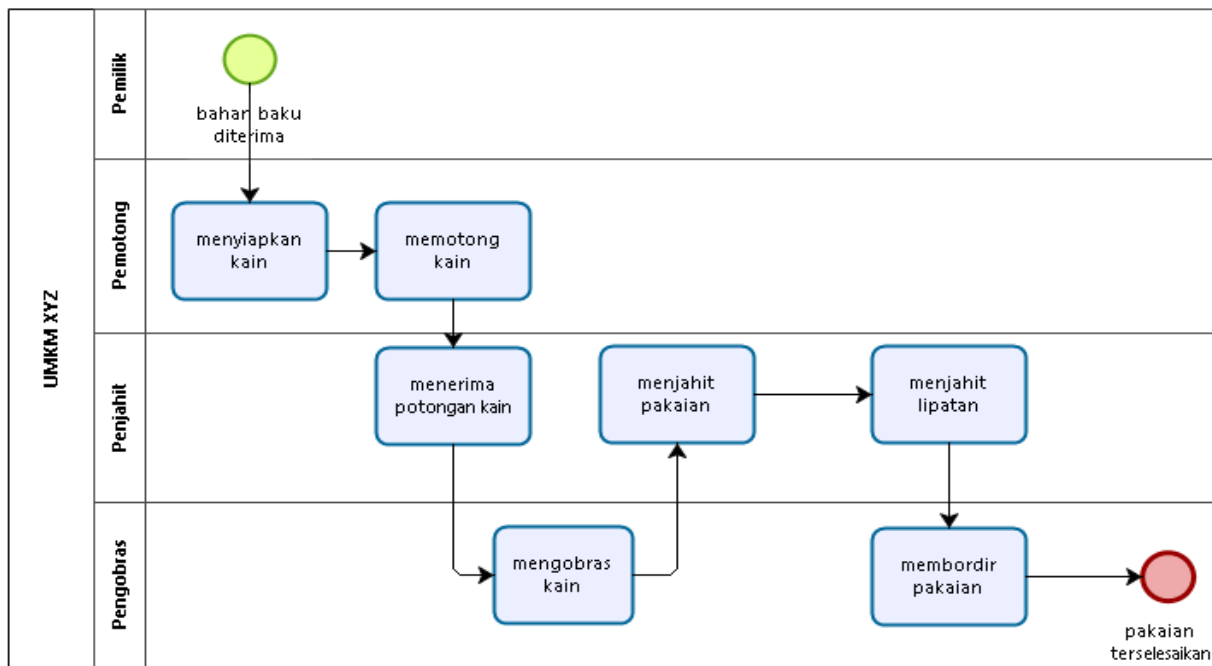 UMKM XYZ
Pemilik
bahan baku
diterima
Pemotong
menyiapkan
kain
memotong
kain
Penjahit
menerima
potongan kain
menjahit
pakaian
menjahit
lipatan
Pengobras
mengobras
kain
membordir
pakaian
pakaian
terselesaikan